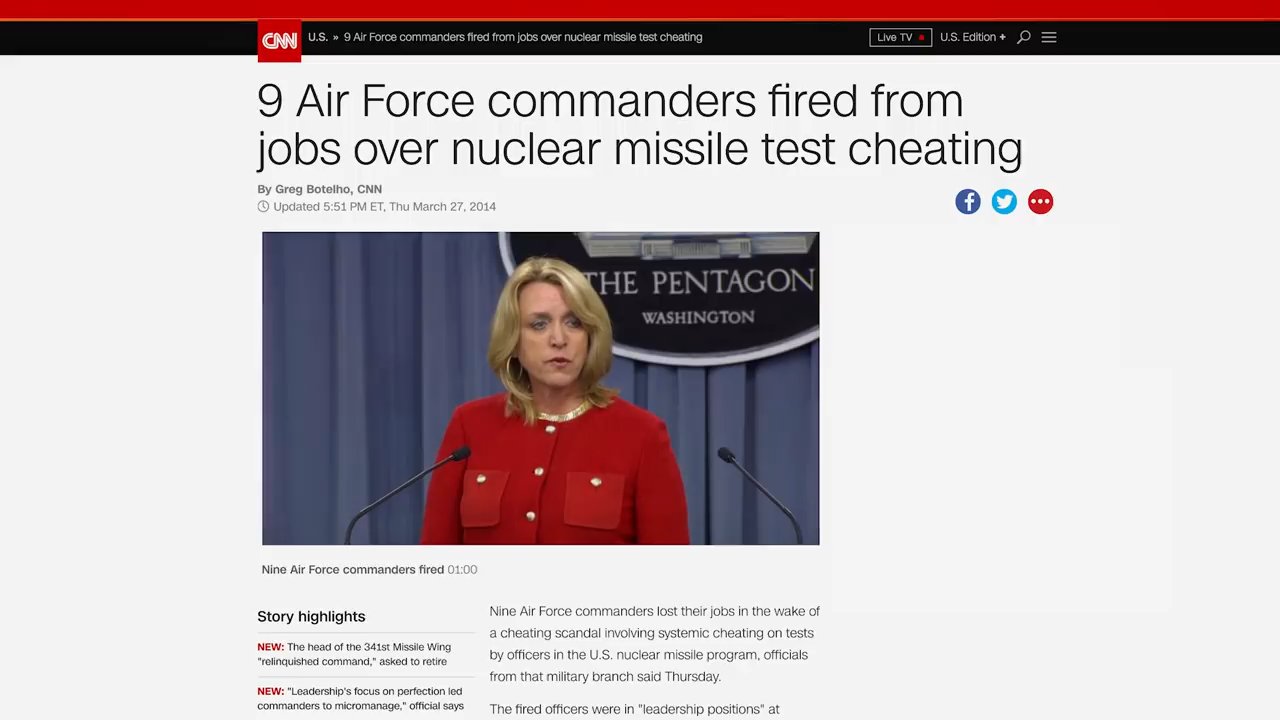 CNN U.S. » 9 Air Force commanders fired from jobs over nuclear missile test cheating Live TV U.S. Edition +
9 Air Force commanders fired from
jobs over nuclear missile test cheating
By Greg Botelho, CNN
Updated 5:51 PM ET, Thu March 27, 2014
THE PENTAGON
WASHINGTON
Nine Air Force commanders fired 01:00
Story highlights
NEW: The head of the 341st Missile Wing
"relinquished command," asked to retire
NEW: "Leadership's focus on perfection led
commanders to micromanage," official says
Nine Air Force commanders lost their jobs in the wake of
a cheating scandal involving systemic cheating on tests
by officers in the U.S. nuclear missile program, officials
from that military branch said Thursday.
The fired officers were in "leadership positions" at